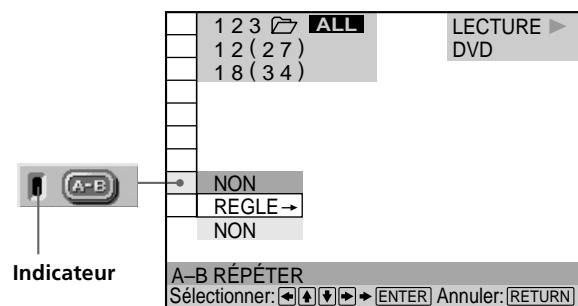 1 2 3 ALL
LECTURE
1 2 ( 2 7 )
DVD
1 8 ( 3 4 )
A-B
NON
REGLE→
NON
Indicateur
A–B RÉPÉTER
Sélectionner: ←↑↓→ → ENTER Annuler: RETURN